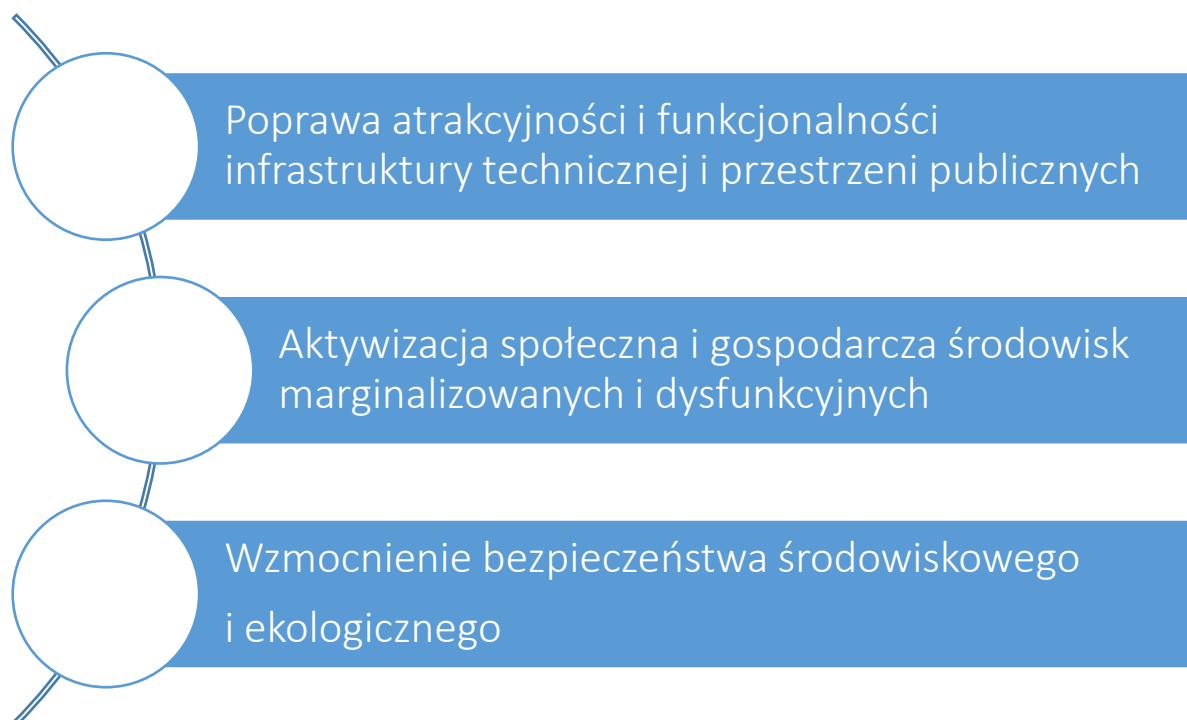 Poprawa atrakcyjności i funkcjonalności
infrastruktury technicznej i przestrzeni publicznych
Aktywizacja społeczna i gospodarcza środowisk
marginalizowanych i dysfunkcyjnych
Wzmocnienie bezpieczeństwa środowiskowego
i ekologicznego